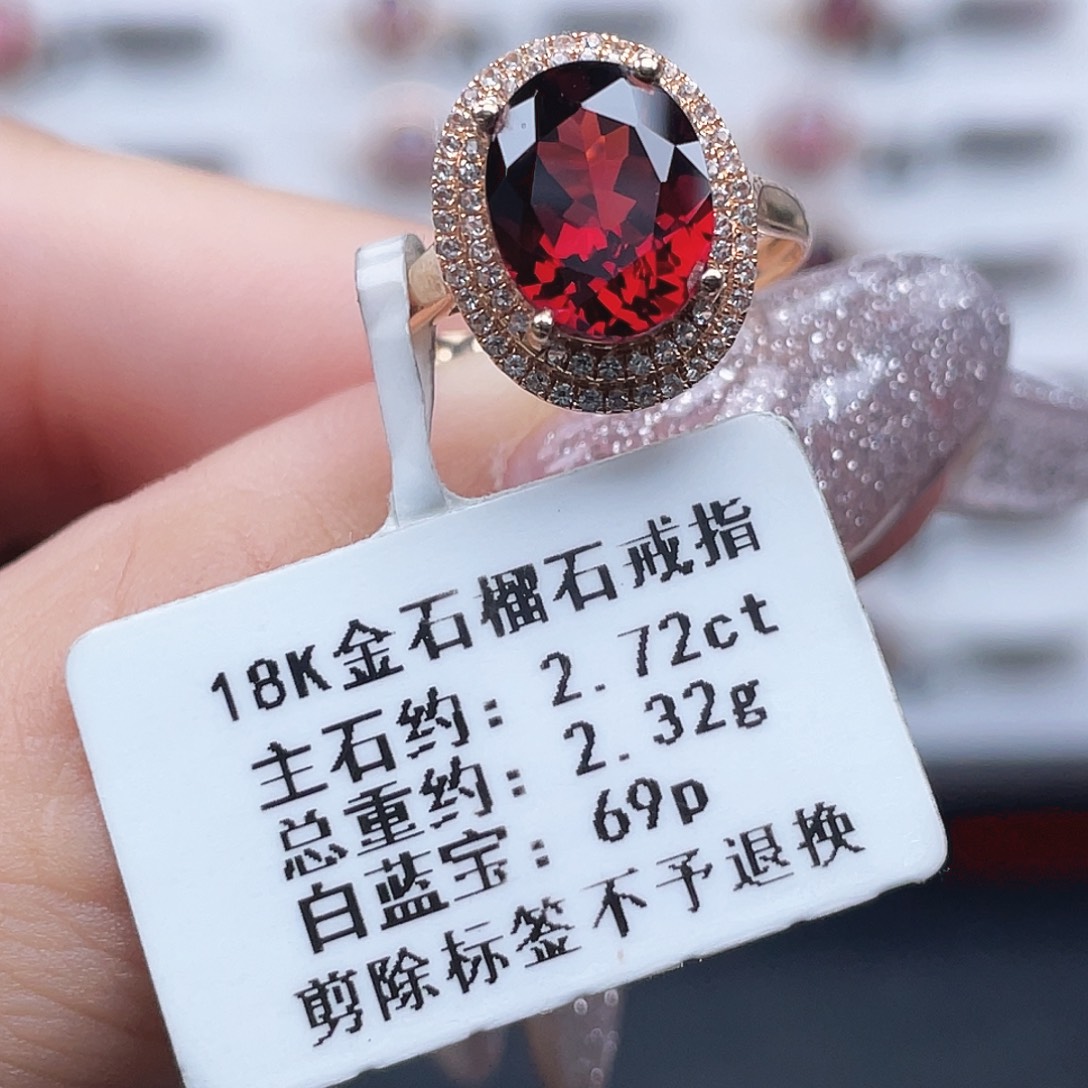 18K金石榴石戒指
主石约: 2.72ct
总重约: 2.32g
白蓝宝: 69p
剪除标签不予退换